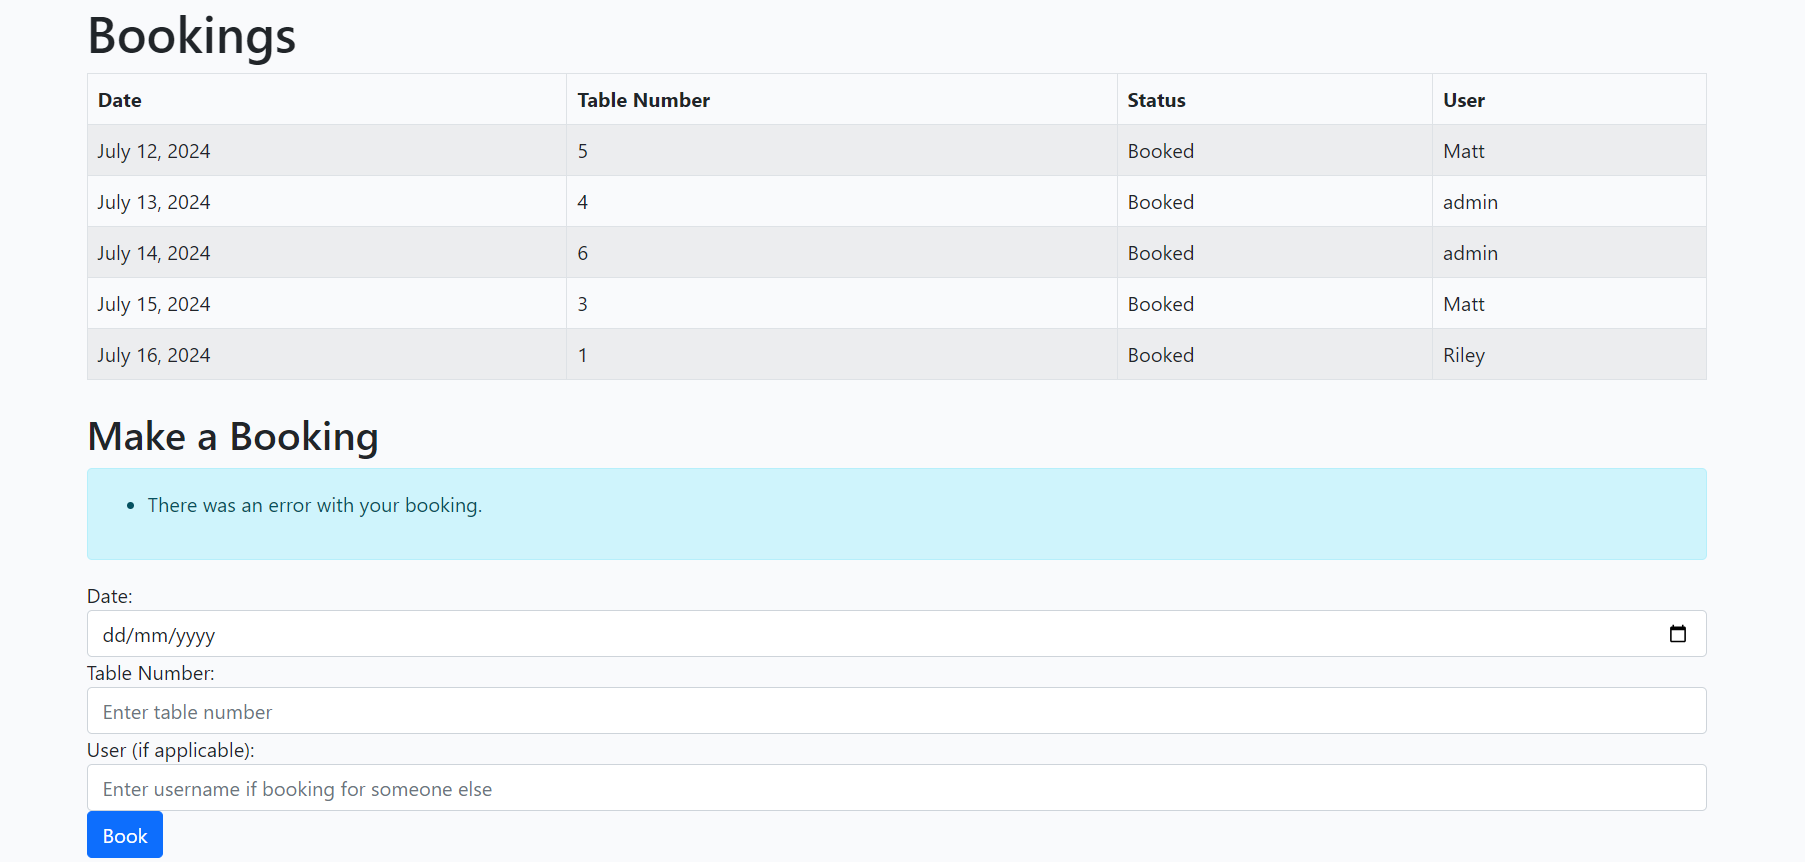 Bookings
Date Table Number Status User
July 12, 2024 5 Booked Matt
July 13, 2024 4 Booked admin
July 14, 2024 6 Booked admin
July 15, 2024 3 Booked Matt
July 16, 2024 1 Booked Riley
Make a Booking
• There was an error with your booking.
Date:
dd/mm/yyyy
Table Number:
Enter table number
User (if applicable):
Enter username if booking for someone else
Book